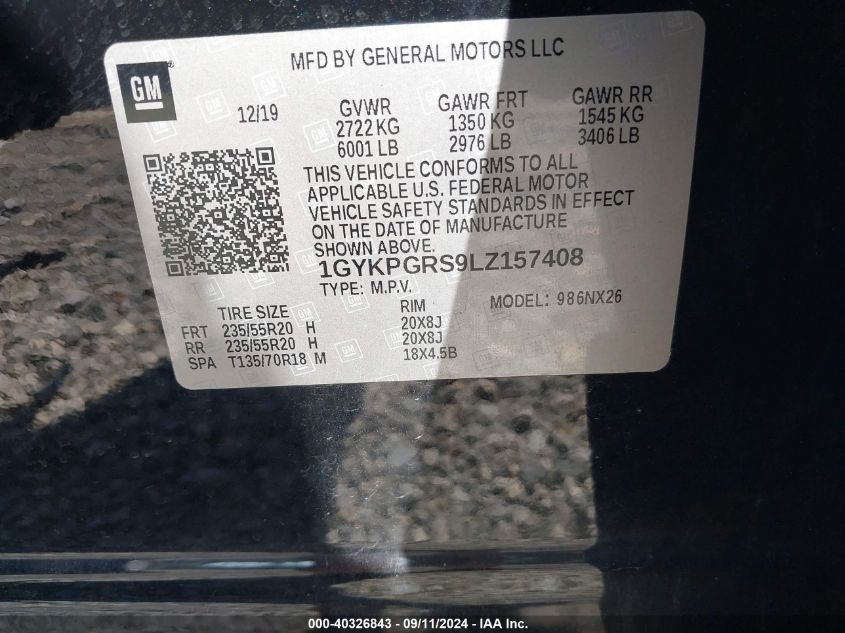 MFD BY GENERAL MOTORS LLC
GM
12/19
GVWR GAWR FRT GAWR RR
2722 KG 1350 KG 1545 KG
6001 LB 2976 LB 3406 LB
THIS VEHICLE CONFORMS TO ALL
APPLICABLE U.S. FEDERAL MOTOR
VEHICLE SAFETY STANDARDS IN EFFECT
ON THE DATE OF MANUFACTURE
SHOWN ABOVE.
1GYKPGRS9LZ157408
TYPE: M.P.V. MODEL: 986NX26
TIRE SIZE RIM
FRT 235/55R20 H 20X8J
RR 235/55R20 H 20X8J
SPA T135/70R18 M 18X4.5B
000-40326843 - 09/11/2024 - IAA Inc.